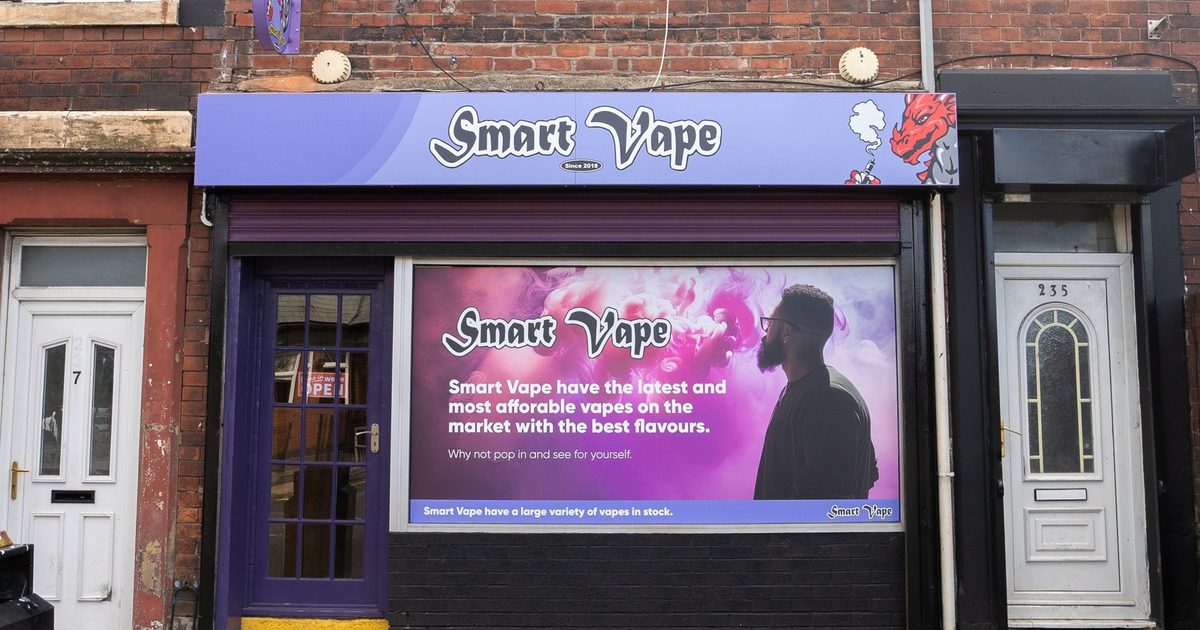 Smart Vape
Since 2018
235
7
OPEN
Smart Vape
Smart Vape have the latest and
most afforable vapes on the
market with the best flavours.
Why not pop in and see for yourself.
Smart Vape have a large variety of vapes in stock.
Smart Vape